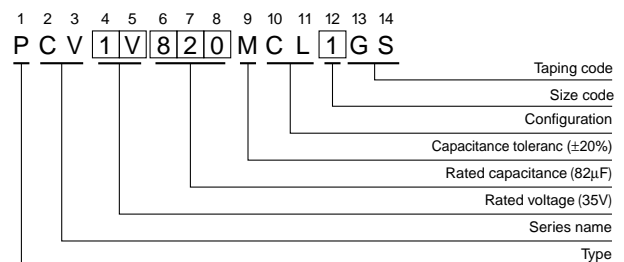 1 2 3 4 5 6 7 8 9 10 11 12 13 14
P C V 1 V 8 2 0 M C L 1 G S
Taping code
Size code
Configuration
Capacitance toleranc (±20%)
Rated capacitance (82μF)
Rated voltage (35V)
Series name
Type